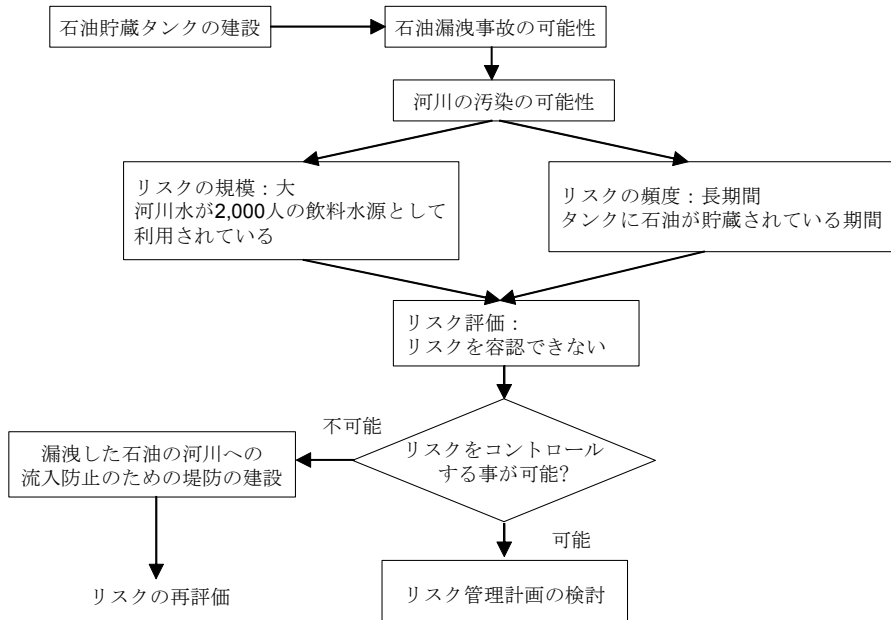 石油貯蔵タンクの建設
石油漏洩事故の可能性
河川の汚染の可能性
リスクの規模：大
河川水が2,000人の飲料水源として
利用されている
リスクの頻度：長期間
タンクに石油が貯蔵されている期間
リスク評価：
リスクを容認できない
リスクをコントロール
する事が可能?
不可能
漏洩した石油の河川への
流入防止のための堤防の建設
リスクの再評価
可能
リスク管理計画の検討